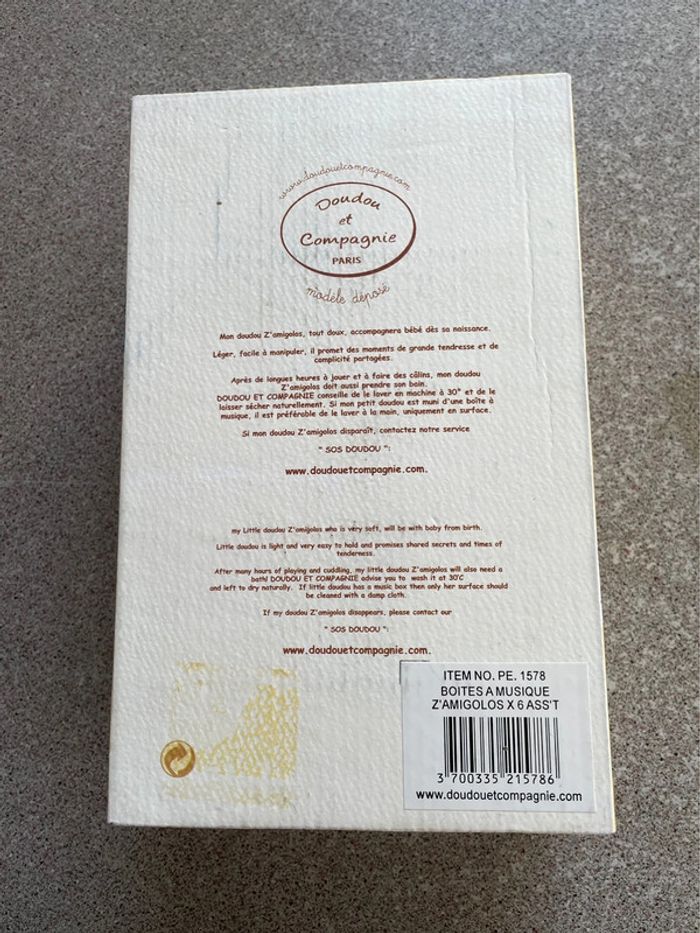 www.doudouetcompagnie.com
Doudou
et
Compagnie
PARIS
modèle déposé
Mon doudou Z'amigolos, tout doux, accompagnera bébé dès sa naissance.
Léger, facile à manipuler, il promet des moments de grande tendresse et de
complicité partagées.
Après de longues heures à jouer et à faire des câlins, mon doudou
Z'amigolos doit aussi prendre son bain.
DOUDOU ET COMPAGNIE conseille de le laver en machine à 30° et de le
laisser sécher naturellement. Si mon petit doudou est muni d'une boîte à
musique, il est préférable de le laver à la main, uniquement en surface.
Si mon doudou Z'amigolos disparaît, contactez notre service
" SOS DOUDOU ":
www.doudouetcompagnie.com.
my Little doudou Z'amigolos who is very soft, will be with baby from birth.
Little doudou is light and very easy to hold and promises shared secrets and times of
tenderness.
After many hours of playing and cuddling, my little doudou Z'amigolos will also need a
bath! DOUDOU ET COMPAGNIE advise you to wash it at 30°C
and left to dry naturally. If little doudou has a music box then only her surface should
be cleaned with a damp cloth.
If my doudou Z'amigolos disappears, please contact our
" SOS DOUDOU ":
www.doudouetcompagnie.com.
ITEM NO. PE. 1578
BOITES A MUSIQUE
Z'AMIGOLOS X 6 ASS'T
3 700335 215786
www.doudouetcompagnie.com